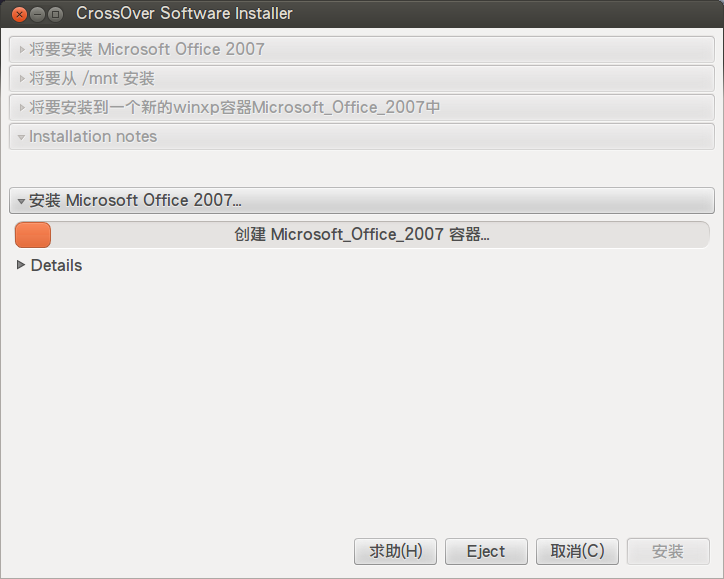 CrossOver Software Installer
将要安装 Microsoft Office 2007
将要从 /mnt 安装
将要安装到一个新的winxp容器Microsoft_Office_2007中
Installation notes
安装 Microsoft Office 2007...
创建 Microsoft_Office_2007 容器...
Details
求助(H) Eject 取消(C) 安装